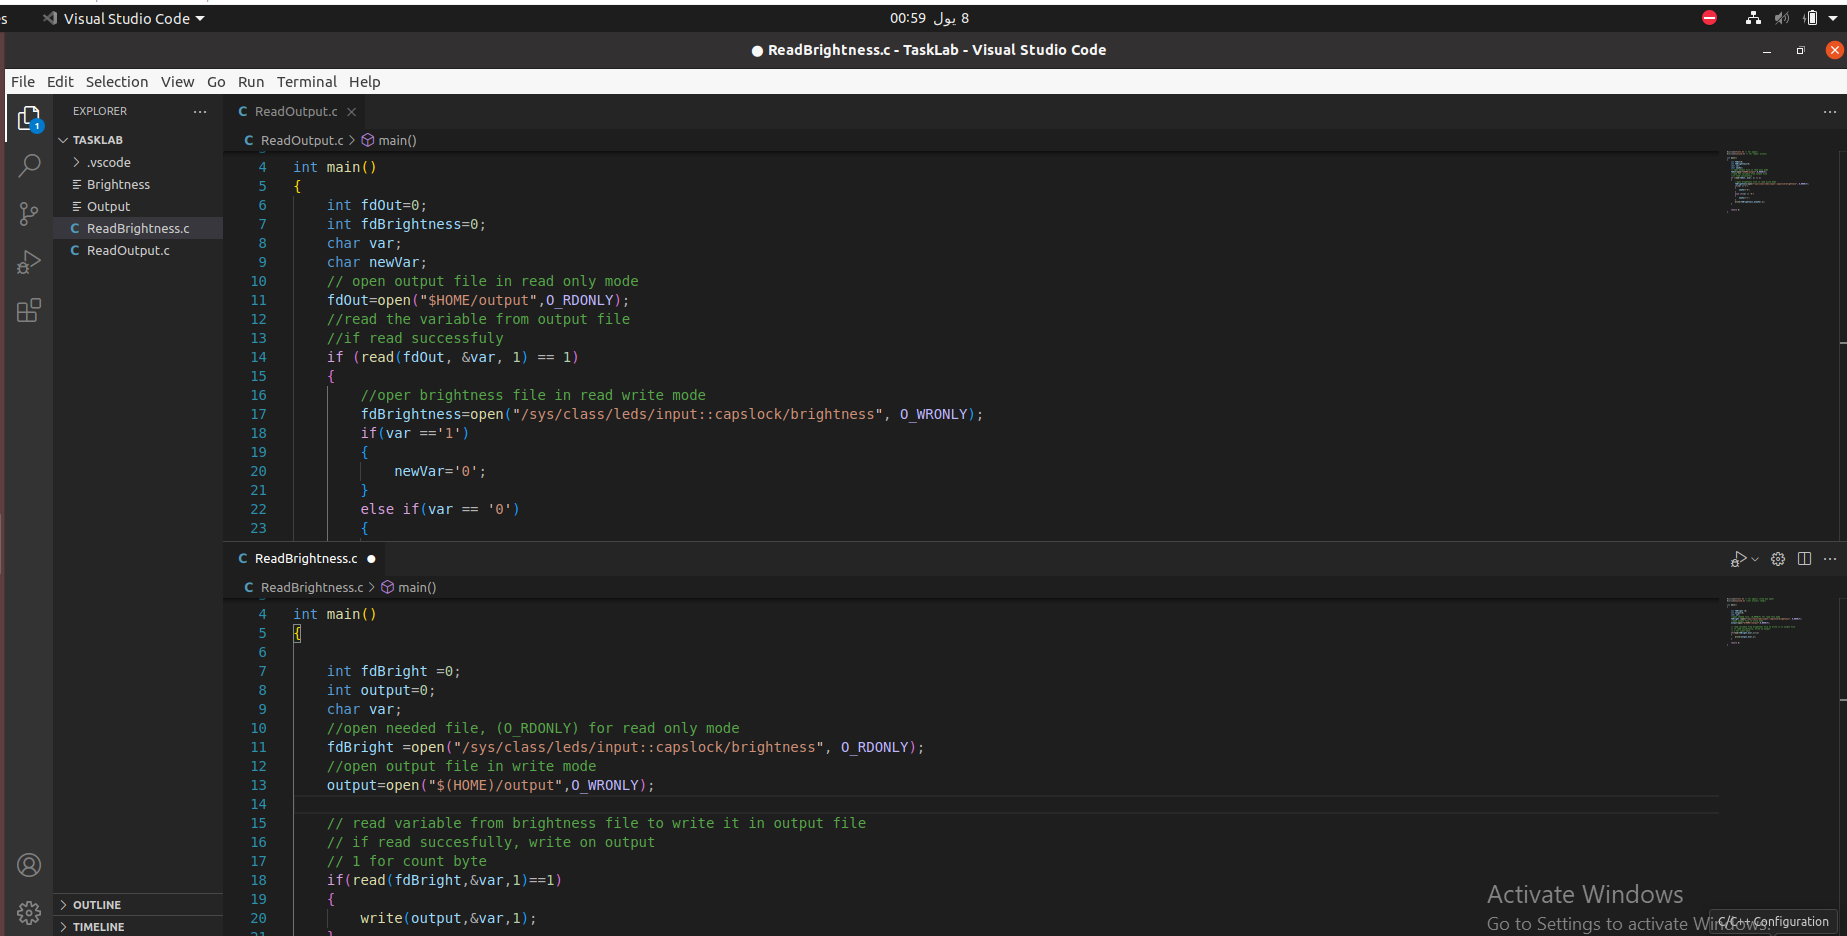 es Visual Studio Code 00:59 8 يول
● ReadBrightness.c - TaskLab - Visual Studio Code
File Edit Selection View Go Run Terminal Help
EXPLORER ···
1
TASKLAB
.vscode
Brightness
Output
C ReadBrightness.c
C ReadOutput.c
OUTLINE
TIMELINE
C ReadOutput.c ···
C ReadOutput.c > main()
4 int main()
5 {
6 int fdOut=0;
7 int fdBrightness=0;
8 char var;
9 char newVar;
10 // open output file in read only mode
11 fdOut=open("$HOME/output",O_RDONLY);
12 //read the variable from output file
13 //if read successfuly
14 if (read(fdOut, &var, 1) == 1)
15 {
16 //oper brightness file in read write mode
17 fdBrightness=open("/sys/class/leds/input::capslock/brightness", O_WRONLY);
18 if(var =='1')
19 {
20 newVar='0';
21 }
22 else if(var == '0')
23 {
C ReadBrightness.c ● ···
C ReadBrightness.c > main()
4 int main()
5 {
6
7 int fdBright =0;
8 int output=0;
9 char var;
10 //open needed file, (O_RDONLY) for read only mode
11 fdBright =open("/sys/class/leds/input::capslock/brightness", O_RDONLY);
12 //open output file in write mode
13 output=open("$(HOME)/output",O_WRONLY);
14
15 // read variable from brightness file to write it in output file
16 // if read succesfully, write on output
17 // 1 for count byte
18 if(read(fdBright,&var,1)==1)
19 {
20 write(output,&var,1);
21 }
Activate Windows
Go to Settings to activate Windows.
C/C++ Configuration